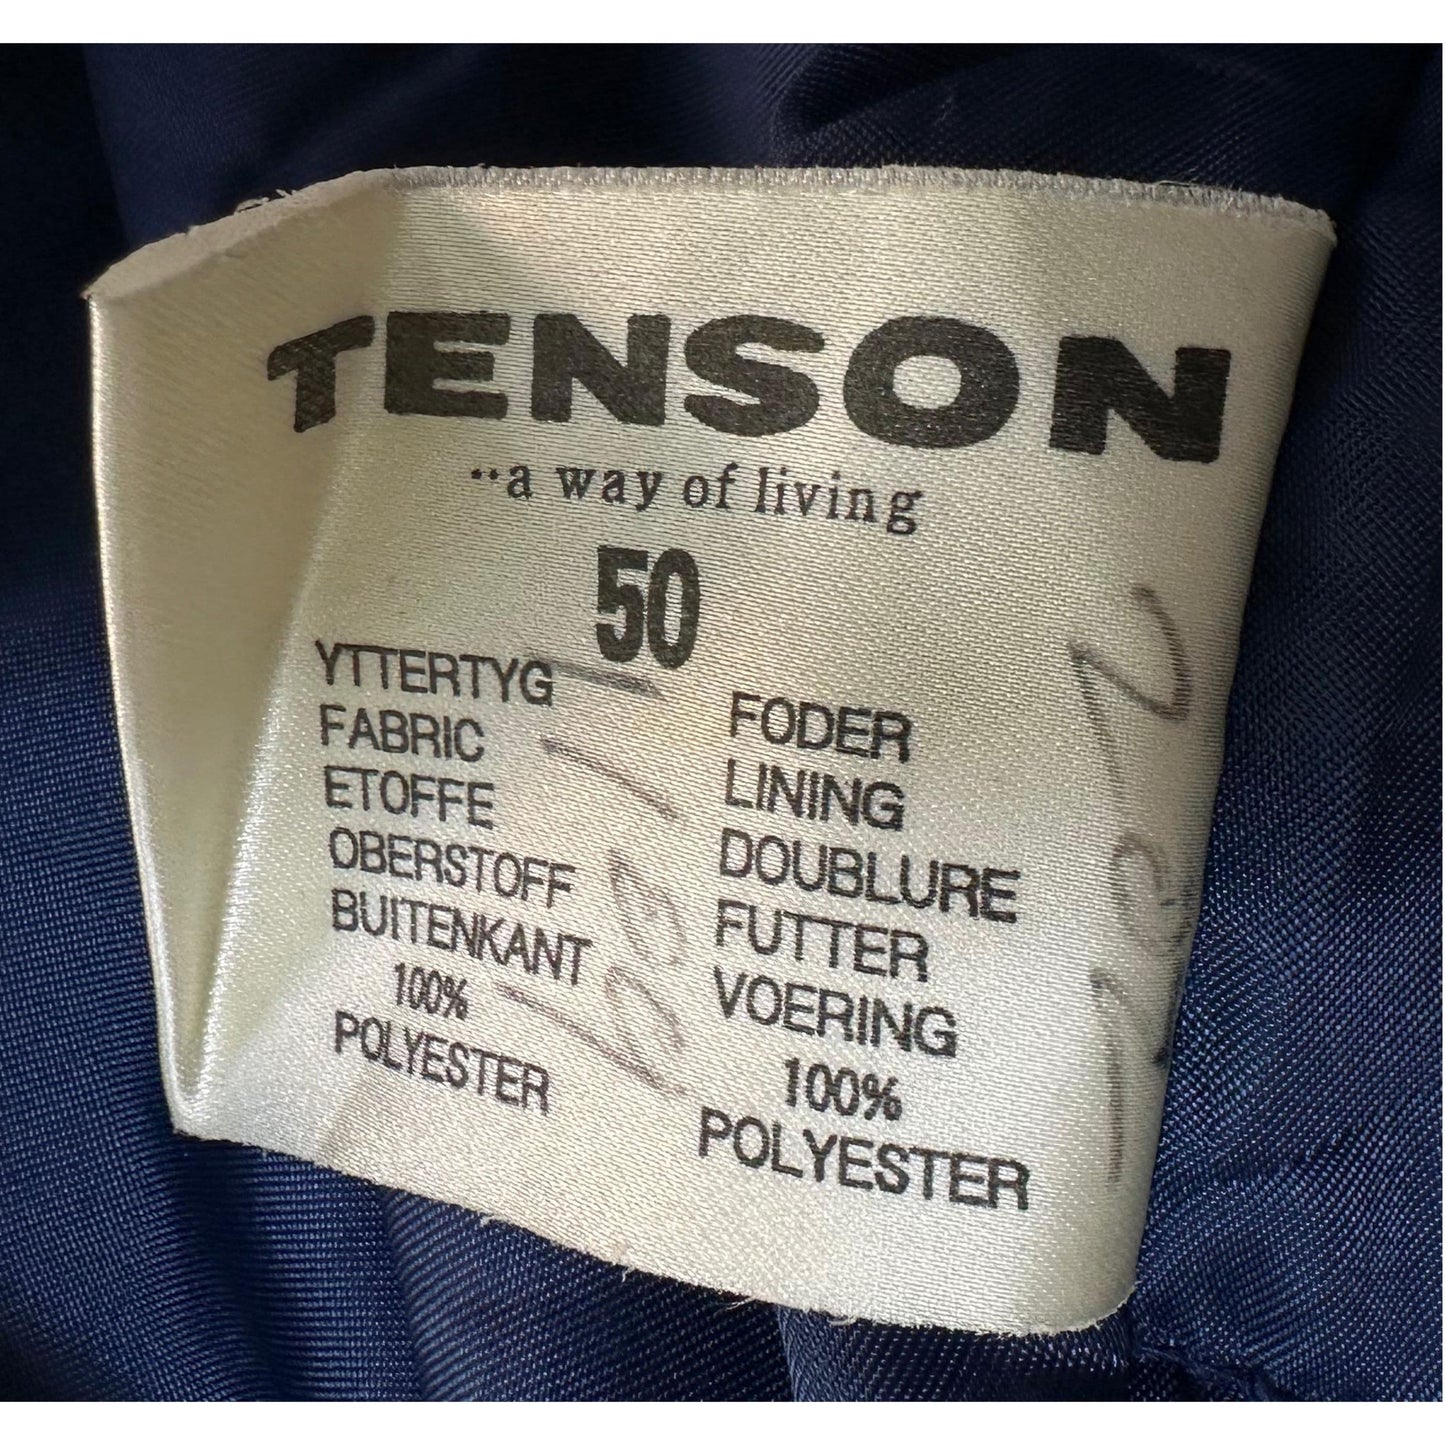 TENSON
..a way of living
50
YTTERTYG
FABRIC
ETOFFE
OBERSTOFF
BUITENKANT
100%
POLYESTER
FODER
LINING
DOUBLURE
FUTTER
VOERING
100%
POLYESTER